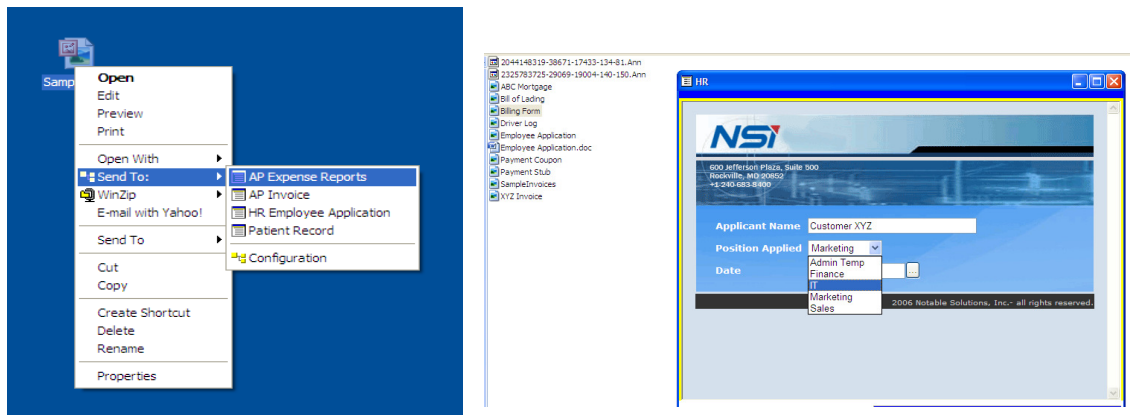 Samp
Open
Edit
Preview
Print
Open With
Send To:
WinZip
E-mail with Yahoo!
Send To
Cut
Copy
Create Shortcut
Delete
Rename
Properties
AP Expense Reports
AP Invoice
HR Employee Application
Patient Record
Configuration
2044148319-38671-17433-134-81.Ann
2325783725-29069-19004-140-150.Ann
ABC Mortgage
Bill of Lading
Billing Form
Driver Log
Employee Application
Employee Application.doc
Payment Coupon
Payment Stub
SampleInvoices
XYZ Invoice
HR
NSi
600 Jefferson Plaza, Suite 500
Rockville, MD 20852
+1-240-683-8400
Applicant Name Customer XYZ
Position Applied Marketing
Date ...
Admin Temp
Finance
IT
Marketing
Sales
2006 Notable Solutions, Inc.- all rights reserved.